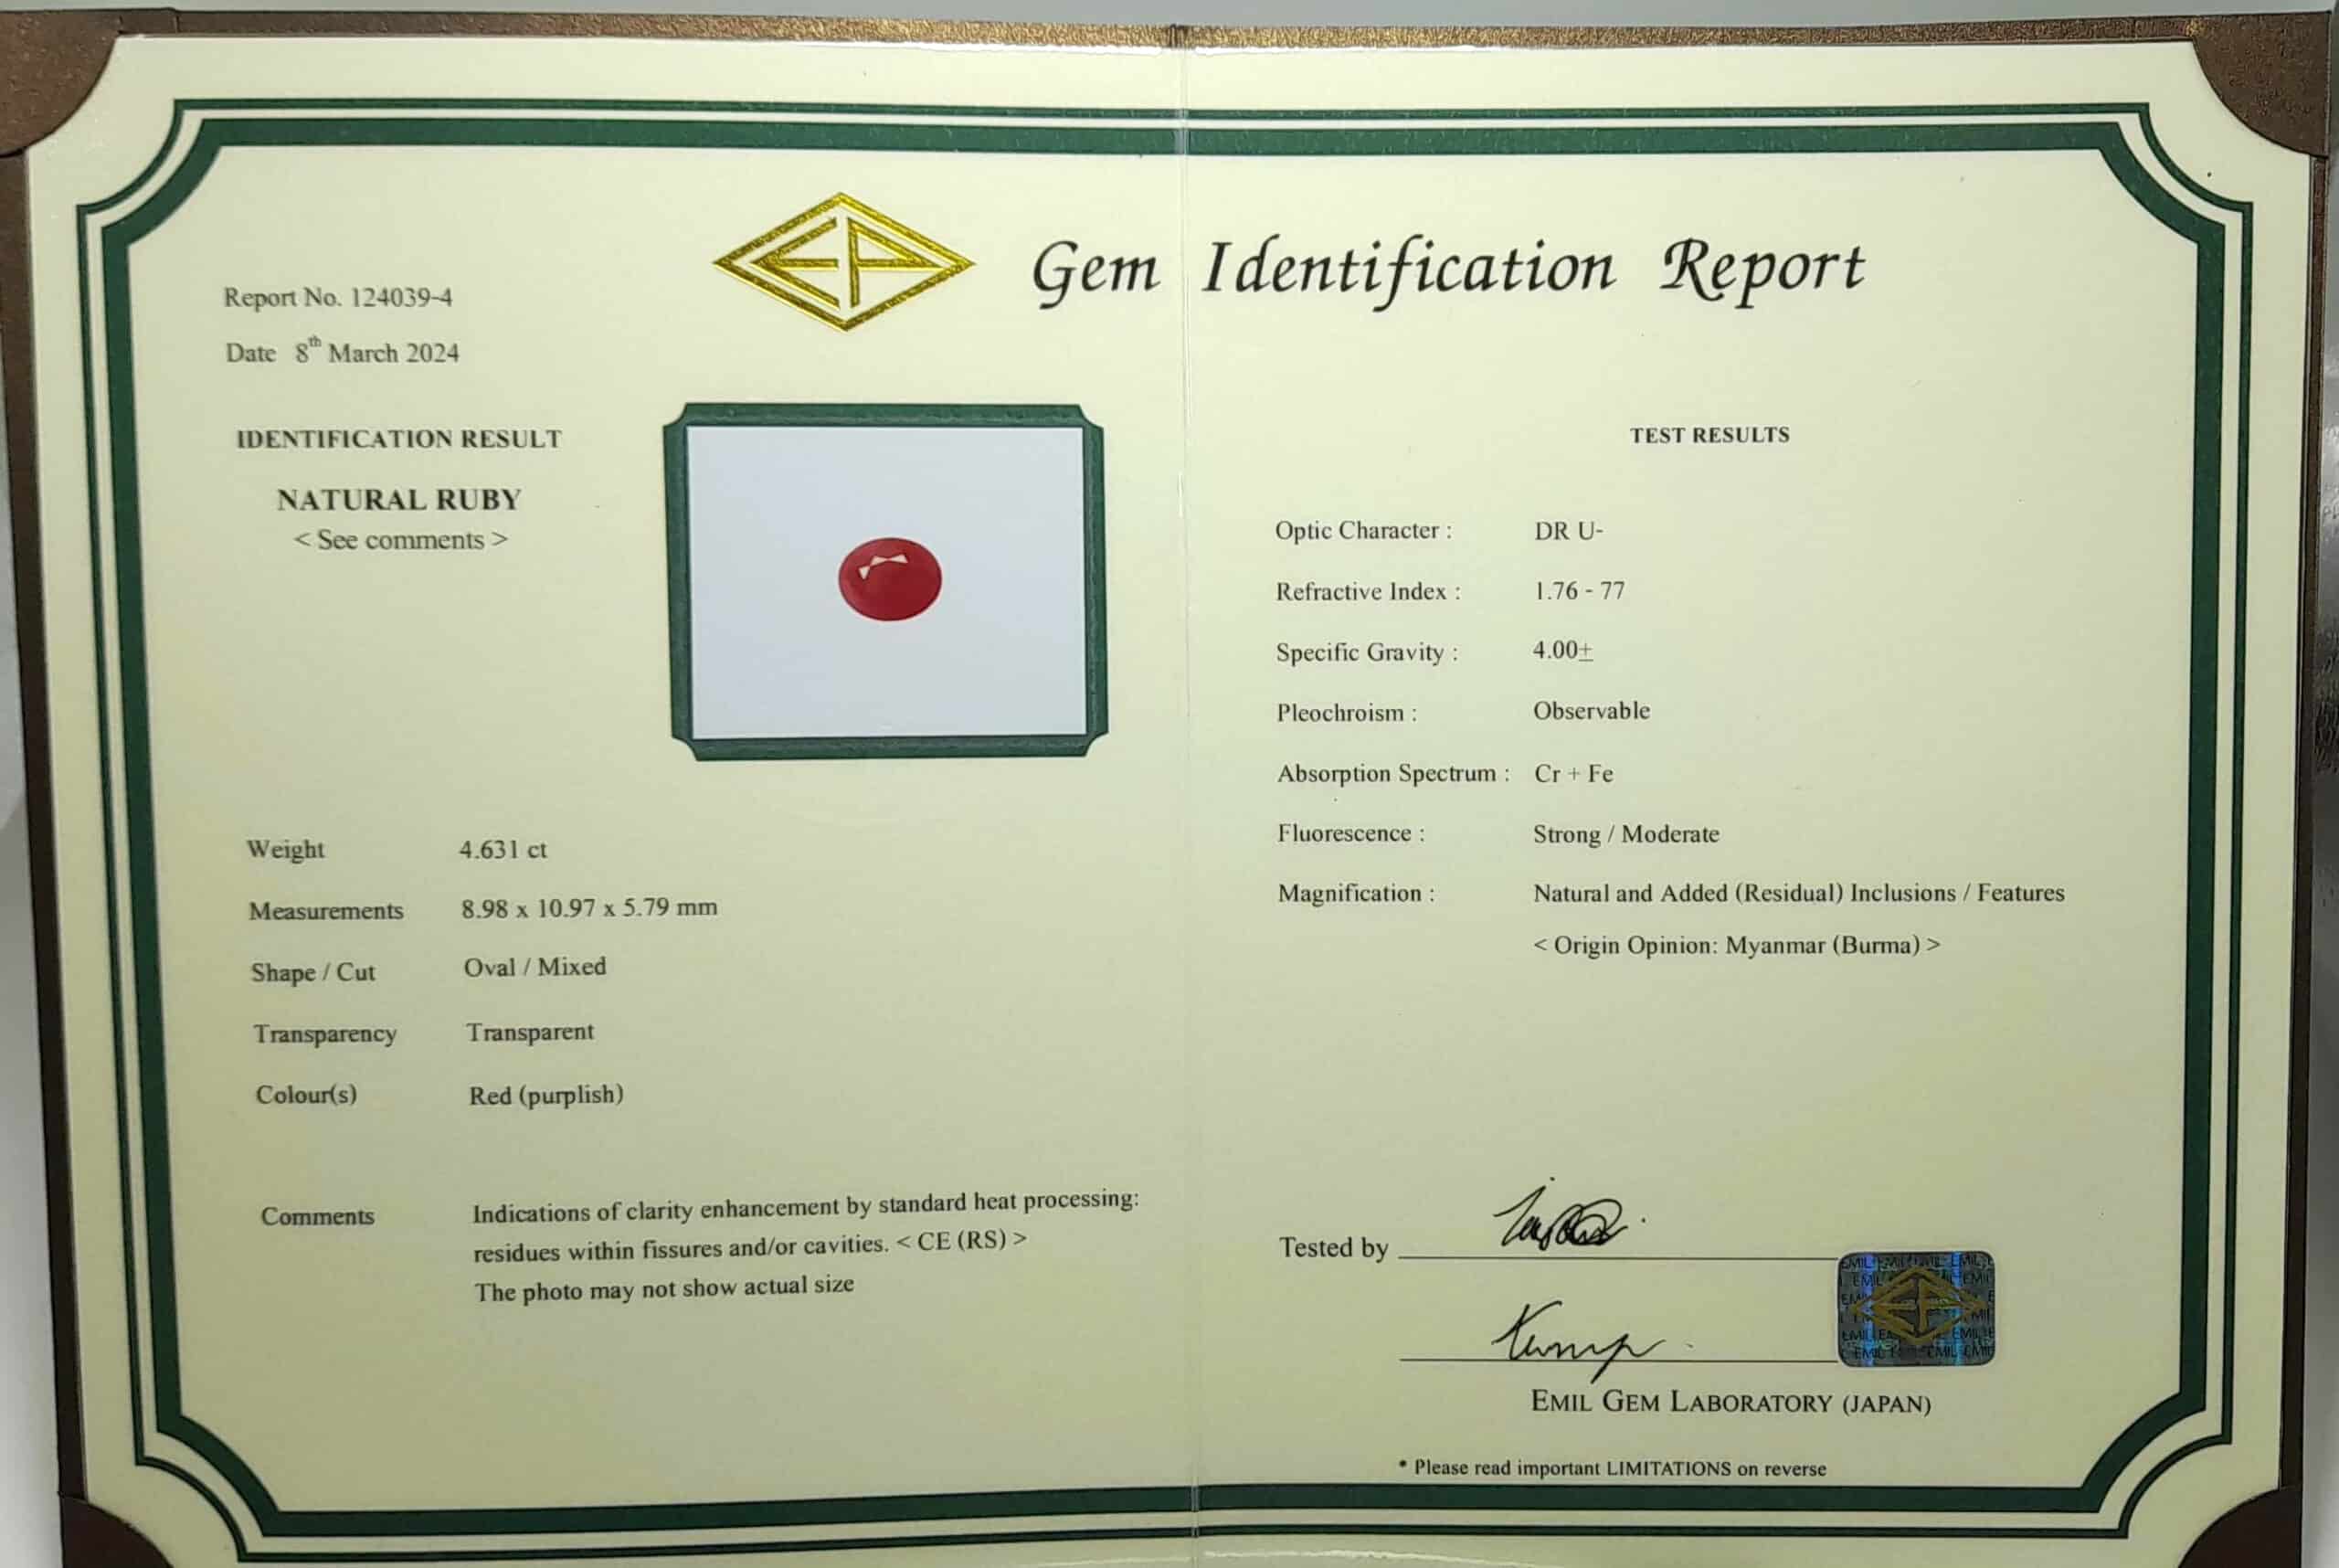 Gem Identification Report
Report No. 124039-4
Date 8th March 2024
IDENTIFICATION RESULT
NATURAL RUBY
< See comments >
Weight 4.631 ct
Measurements 8.98 x 10.97 x 5.79 mm
Shape / Cut Oval / Mixed
Transparency Transparent
Colour(s) Red (purplish)
Comments Indications of clarity enhancement by standard heat processing:
residues within fissures and/or cavities. < CE (RS) >
The photo may not show actual size
TEST RESULTS
Optic Character : DR U-
Refractive Index : 1.76 - 77
Specific Gravity : 4.00±
Pleochroism : Observable
Absorption Spectrum : Cr + Fe
Fluorescence : Strong / Moderate
Magnification : Natural and Added (Residual) Inclusions / Features
< Origin Opinion: Myanmar (Burma) >
Tested by
EMIL GEM LABORATORY (JAPAN)
* Please read important LIMITATIONS on reverse